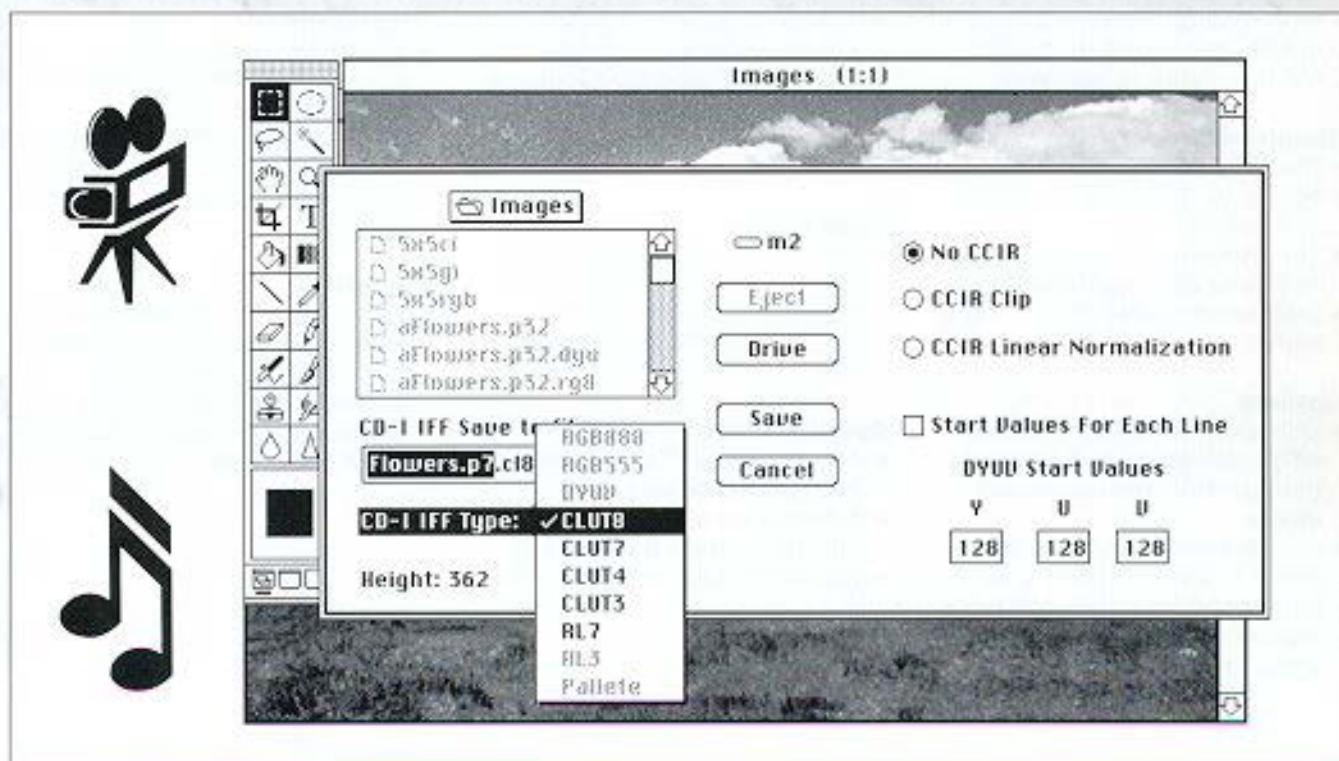 Images (1:1)
Images
5x5ci
5x5gi
5x5rgb
aFlowers.p32
aFlowers.p32.dyu
aFlowers.p32.rg8
m2
Eject
Drive
Save
Cancel
No CCIR
CCIR Clip
CCIR Linear Normalization
Start Values For Each Line
DYUV Start Values
Y U V
128 128 128
CD-I IFF Save to
Flowers.p7.cl8
CD-I IFF Type: ✓CLUT8
RGB888
RGB555
DYUV
CLUT7
CLUT4
CLUT3
RL7
RL3
Pallete
Height: 362
T